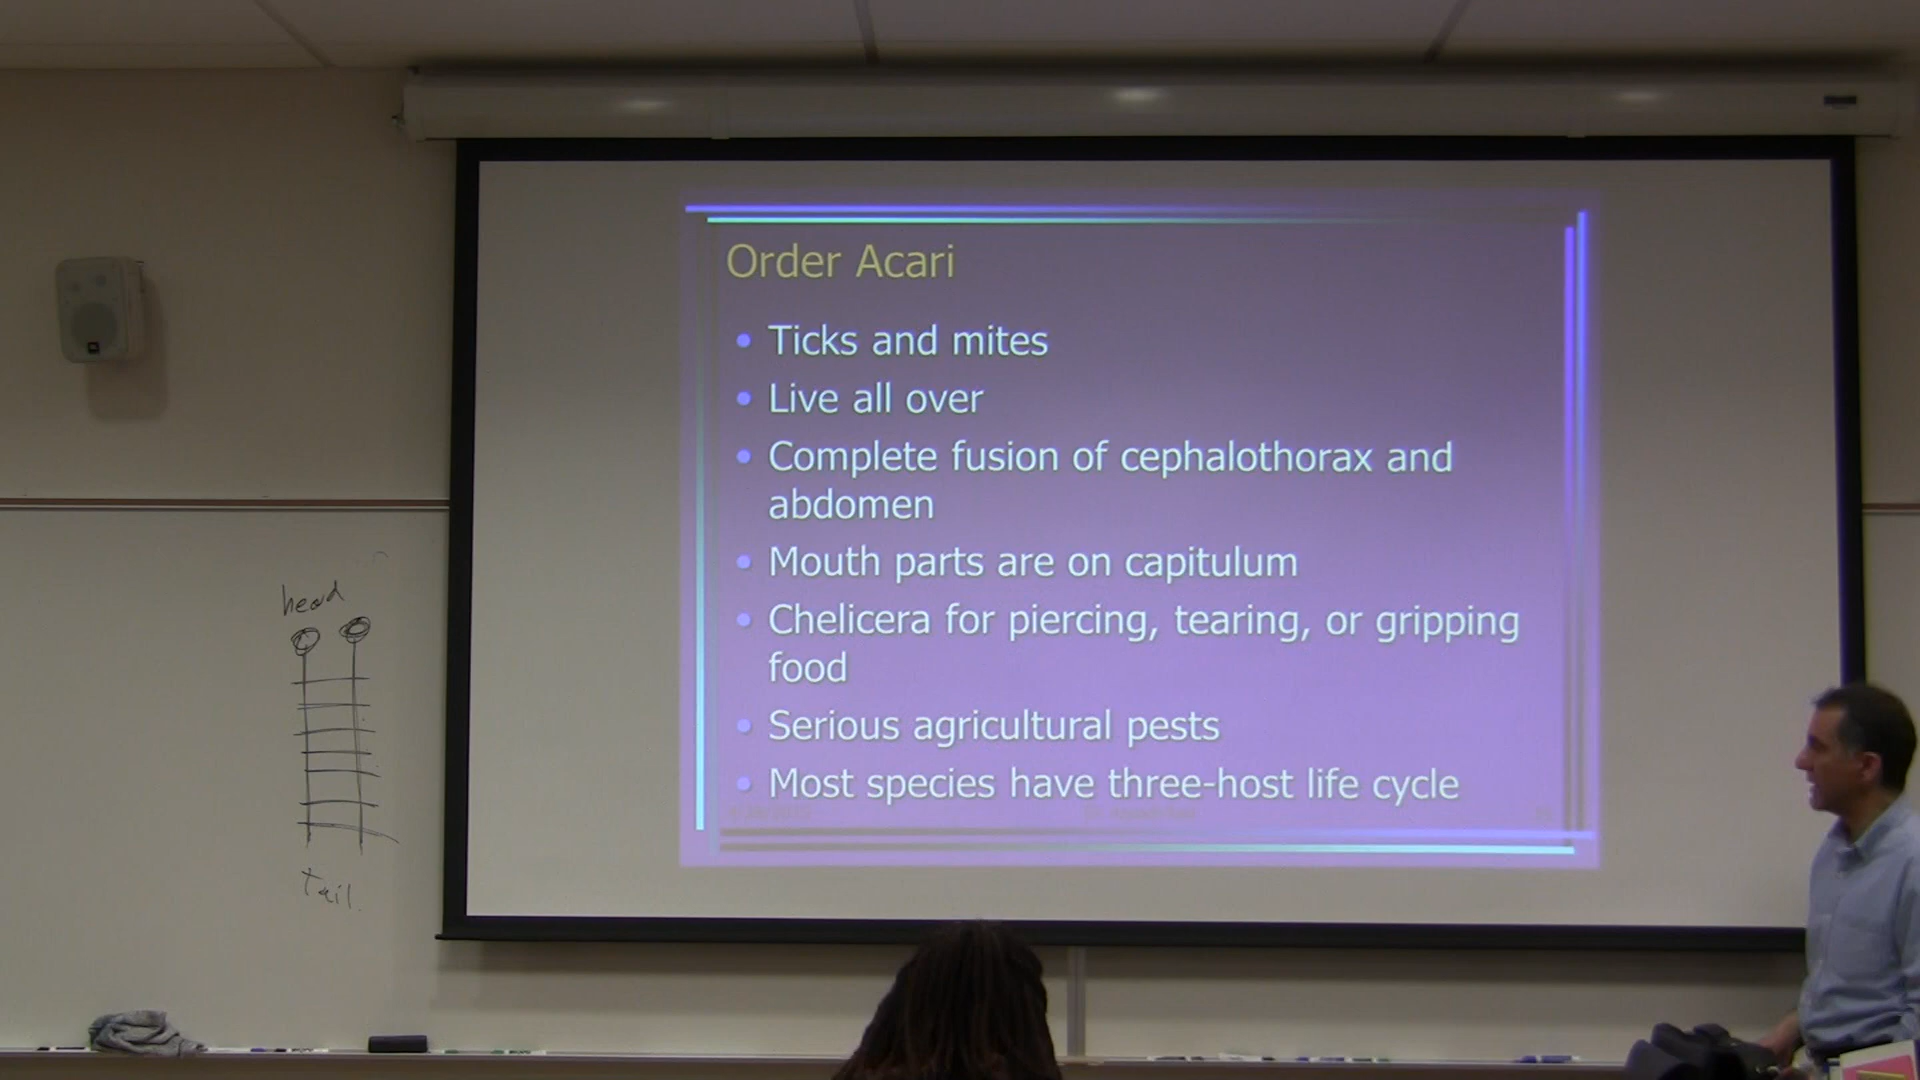 Order Acari
• Ticks and mites
• Live all over
• Complete fusion of cephalothorax and
abdomen
• Mouth parts are on capitulum
• Chelicera for piercing, tearing, or gripping
food
• Serious agricultural pests
• Most species have three-host life cycle
head
Tail.